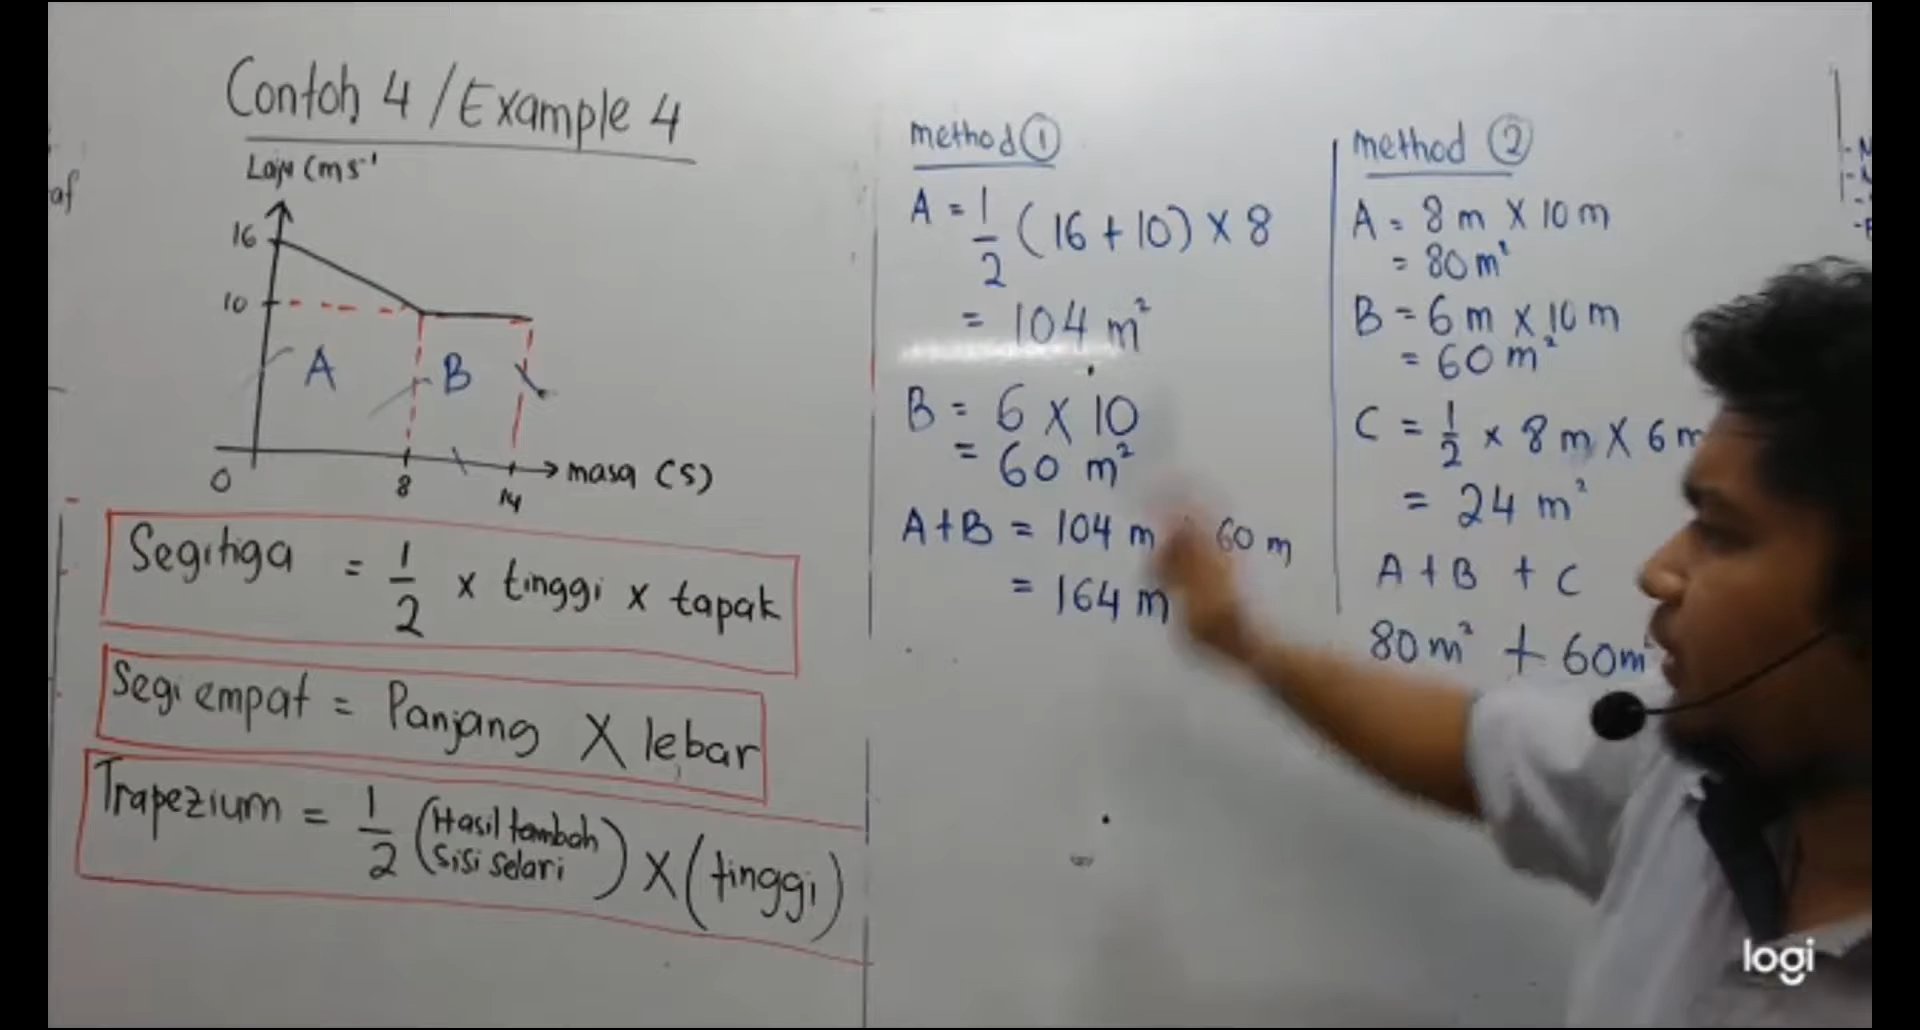 Contoh 4 / Example 4
Laju (ms⁻¹
16
10
A
B
0
8
14
masa (s)
Segitiga = 1/2 x tinggi x tapak
Segi empat = Panjang X lebar
Trapezium = 1/2 (Hasil tambah sisi selari) X (tinggi)
method ①
A = 1/2 (16 + 10) x 8
= 104 m²
B = 6 x 10
= 60 m²
A + B = 104 m 60 m
= 164 m
method ②
A = 8 m X 10 m
= 80 m²
B = 6 m x 10 m
= 60 m²
C = 1/2 x 8 m X 6 m
= 24 m²
A + B + C
80 m² + 60 m²
af
logi